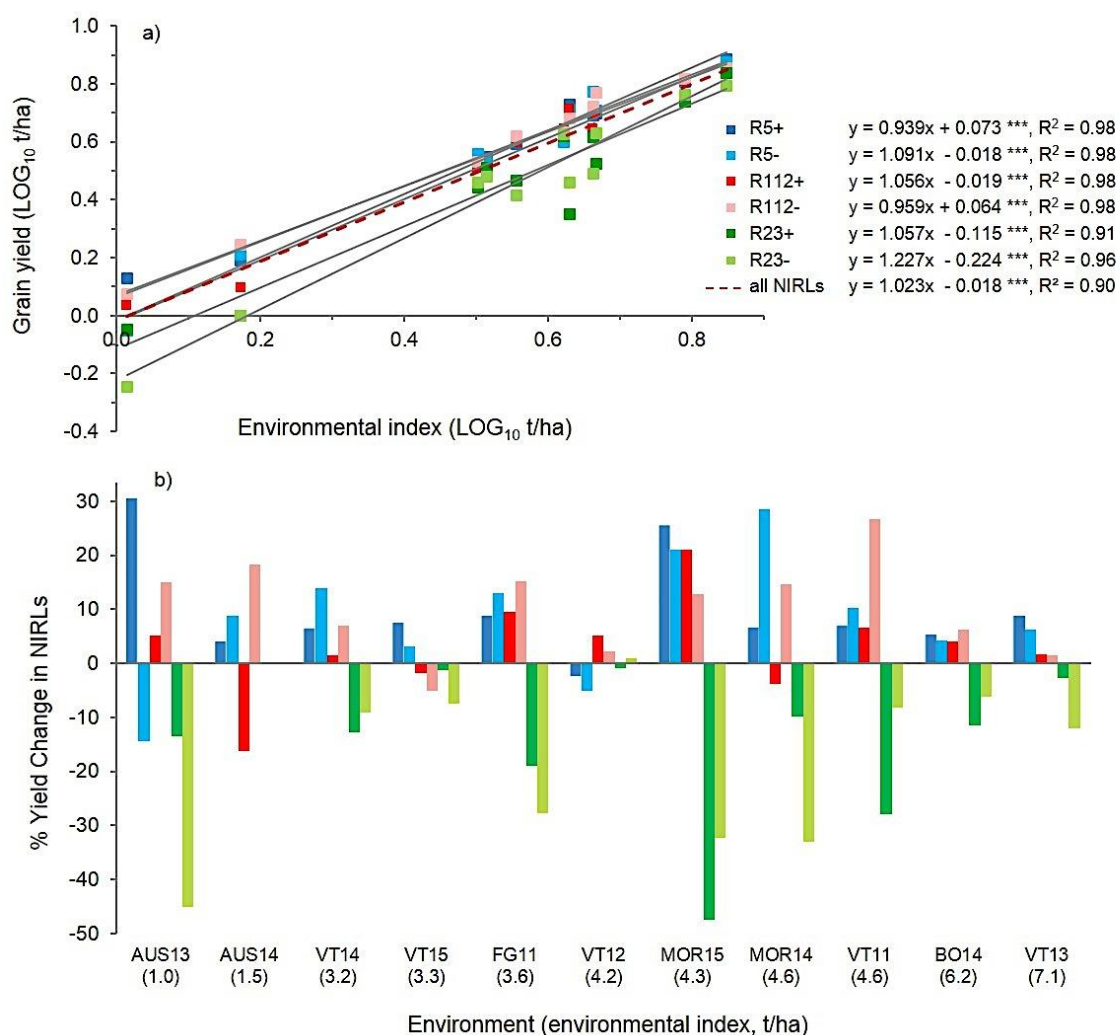 a)
1.0
0.8
0.6
0.4
0.2
0.0
-0.2
-0.4
Grain yield (LOG₁₀ t/ha)
0.0 0.2 0.4 0.6 0.8
Environmental index (LOG₁₀ t/ha)
R5+ y = 0.939x + 0.073 ***, R² = 0.98
R5- y = 1.091x - 0.018 ***, R² = 0.98
R112+ y = 1.056x - 0.019 ***, R² = 0.98
R112- y = 0.959x + 0.064 ***, R² = 0.98
R23+ y = 1.057x - 0.115 ***, R² = 0.91
R23- y = 1.227x - 0.224 ***, R² = 0.96
all NIRLs y = 1.023x - 0.018 ***, R² = 0.90
b)
30
20
10
0
-10
-20
-30
-40
-50
% Yield Change in NIRLs
AUS13 AUS14 VT14 VT15 FG11 VT12 MOR15 MOR14 VT11 BO14 VT13
(1.0) (1.5) (3.2) (3.3) (3.6) (4.2) (4.3) (4.6) (4.6) (6.2) (7.1)
Environment (environmental index, t/ha)